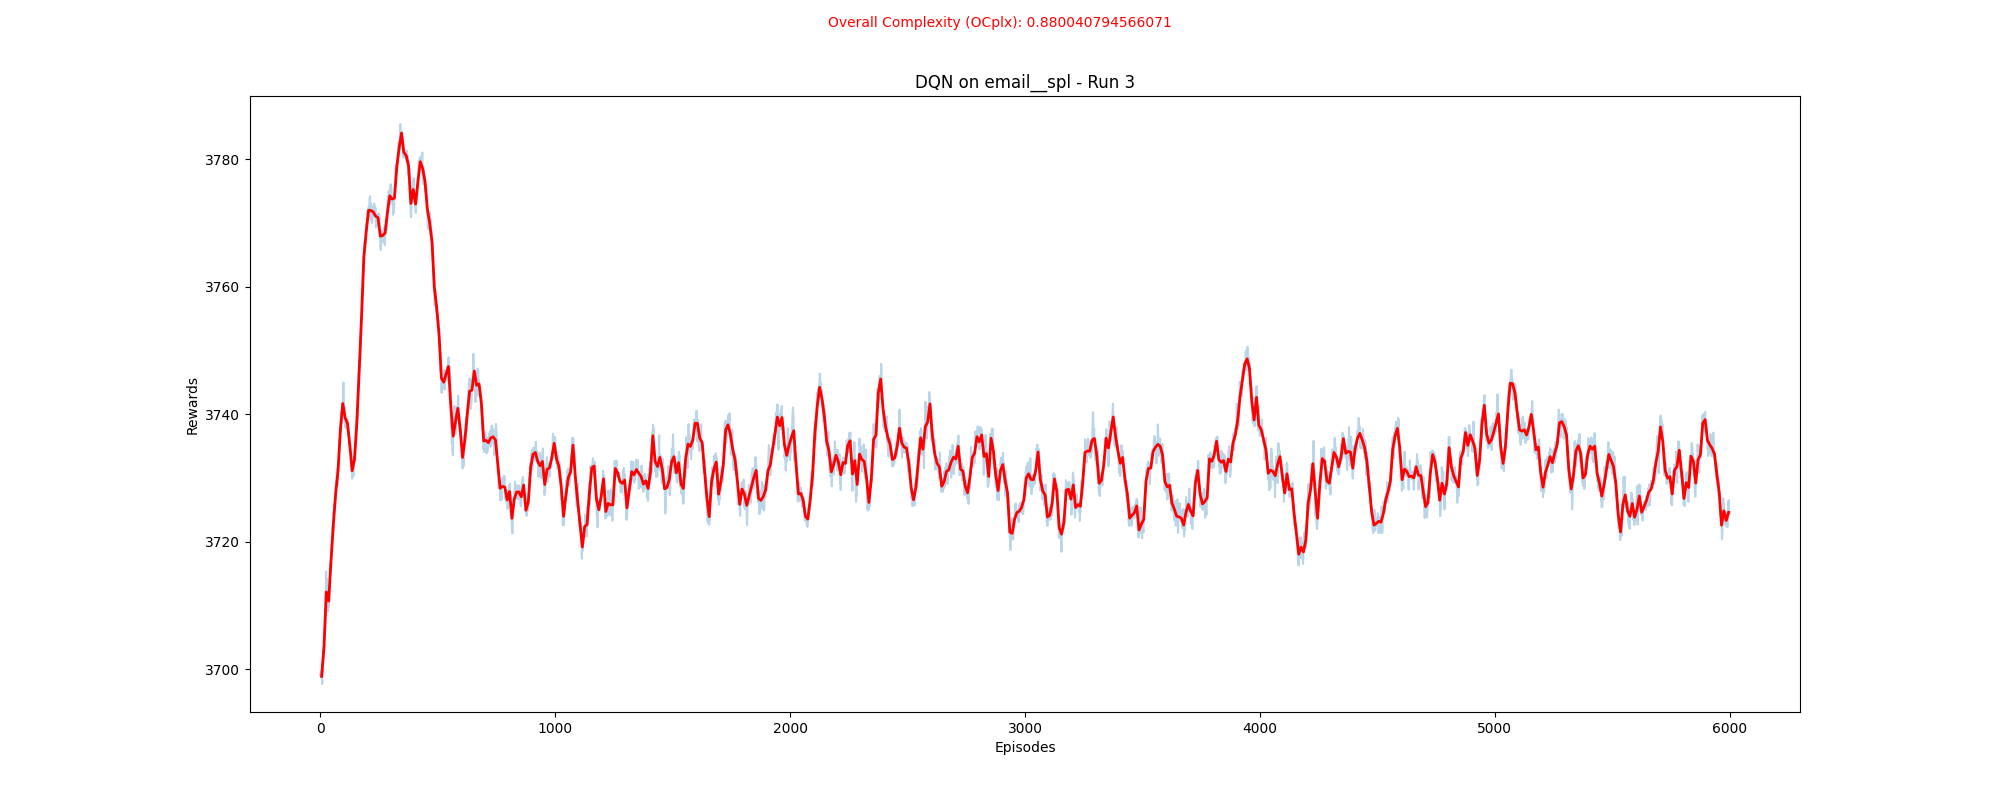 Overall Complexity (OCplx): 0.880040794566071
DQN on email__spl - Run 3
3780
3760
3740
3720
3700
Rewards
0 1000 2000 3000 4000 5000 6000
Episodes